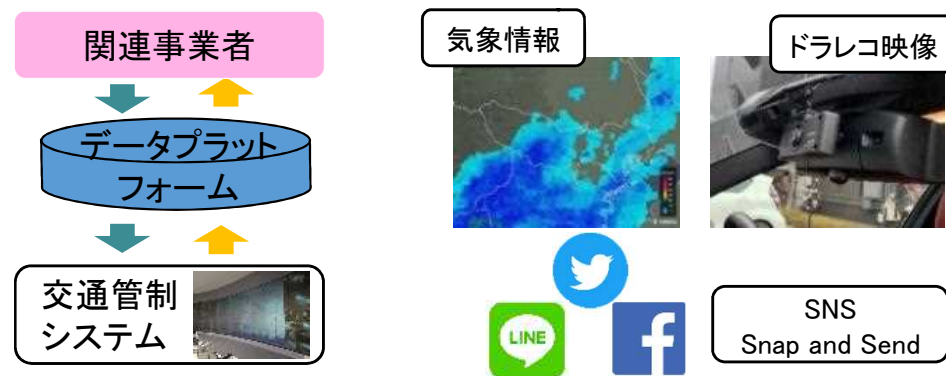 関連事業者
データプラット
フォーム
交通管制
システム
気象情報
ドラレコ映像
LINE
SNS
Snap and Send